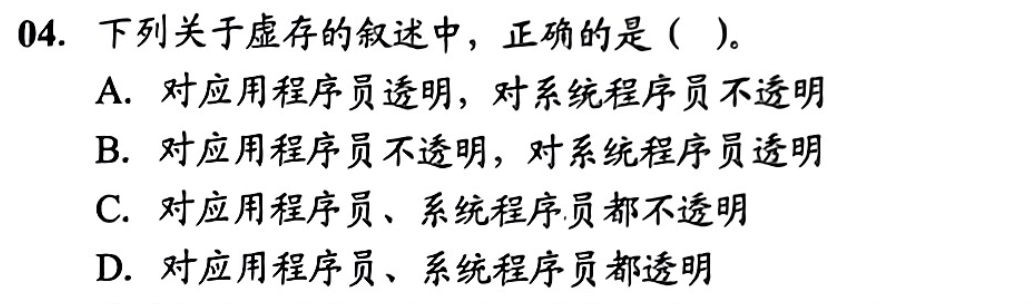 04. 下列关于虚存的叙述中，正确的是（ ）。
A. 对应用程序员透明，对系统程序员不透明
B. 对应用程序员不透明，对系统程序员透明
C. 对应用程序员、系统程序员都不透明
D. 对应用程序员、系统程序员都透明